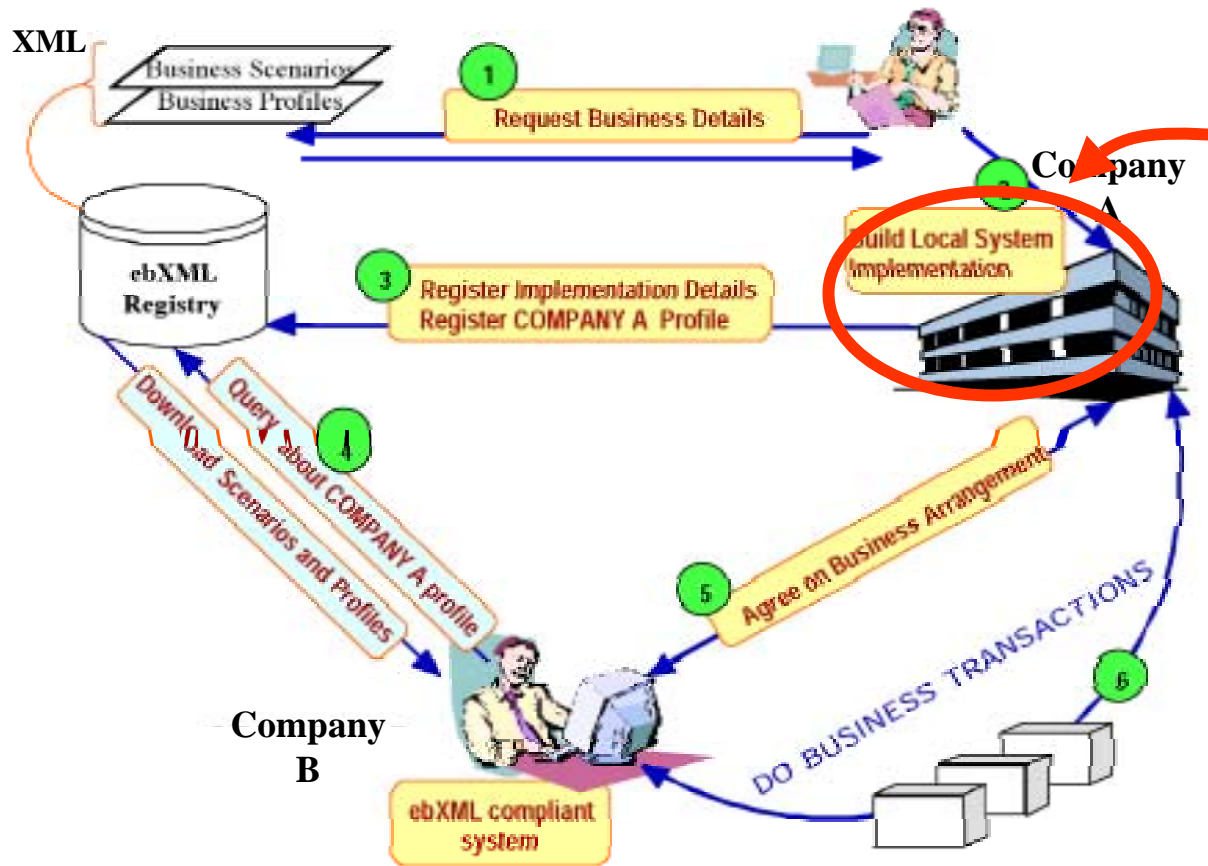 XML
Business Scenarios
Business Profiles
1
Request Business Details
Company
A
2
Build Local System
Implementation
ebXML
Registry
3
Register Implementation Details
Register COMPANY A Profile
4
Query about COMPANY A profile
Download Scenarios and Profiles
5
Agree on Business Arrangement
DO BUSINESS TRANSACTIONS
6
Company
B
ebXML compliant
system